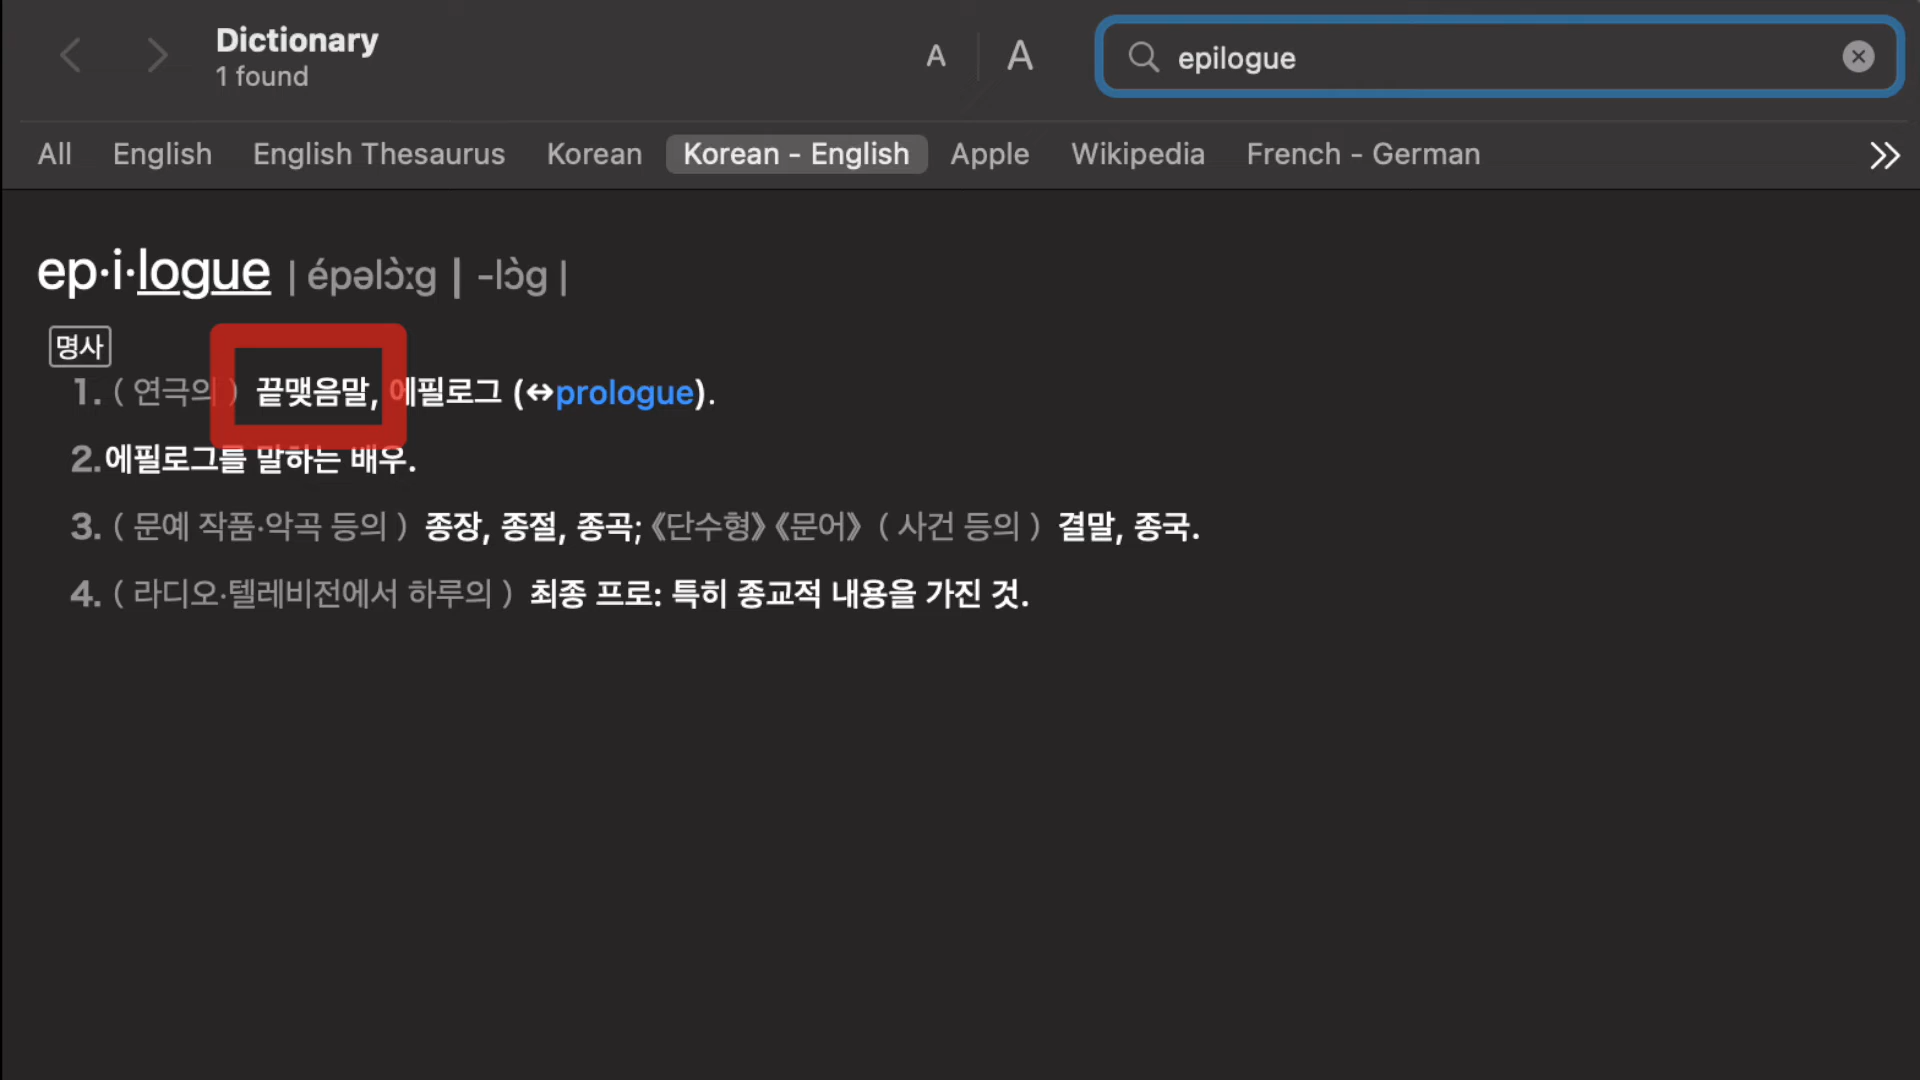 Dictionary
1 found
A A
epilogue
All English English Thesaurus Korean Korean - English Apple Wikipedia French - German
ep·i·logue | épəlɔ̀ːg | -lɔ̀g |
명사
1. ( 연극의 ) 끝맺음말, 에필로그 (↔prologue).
2. 에필로그를 말하는 배우.
3. ( 문예 작품·악곡 등의 ) 종장, 종절, 종곡; 《단수형》 《문어》 ( 사건 등의 ) 결말, 종국.
4. ( 라디오·텔레비전에서 하루의 ) 최종 프로: 특히 종교적 내용을 가진 것.